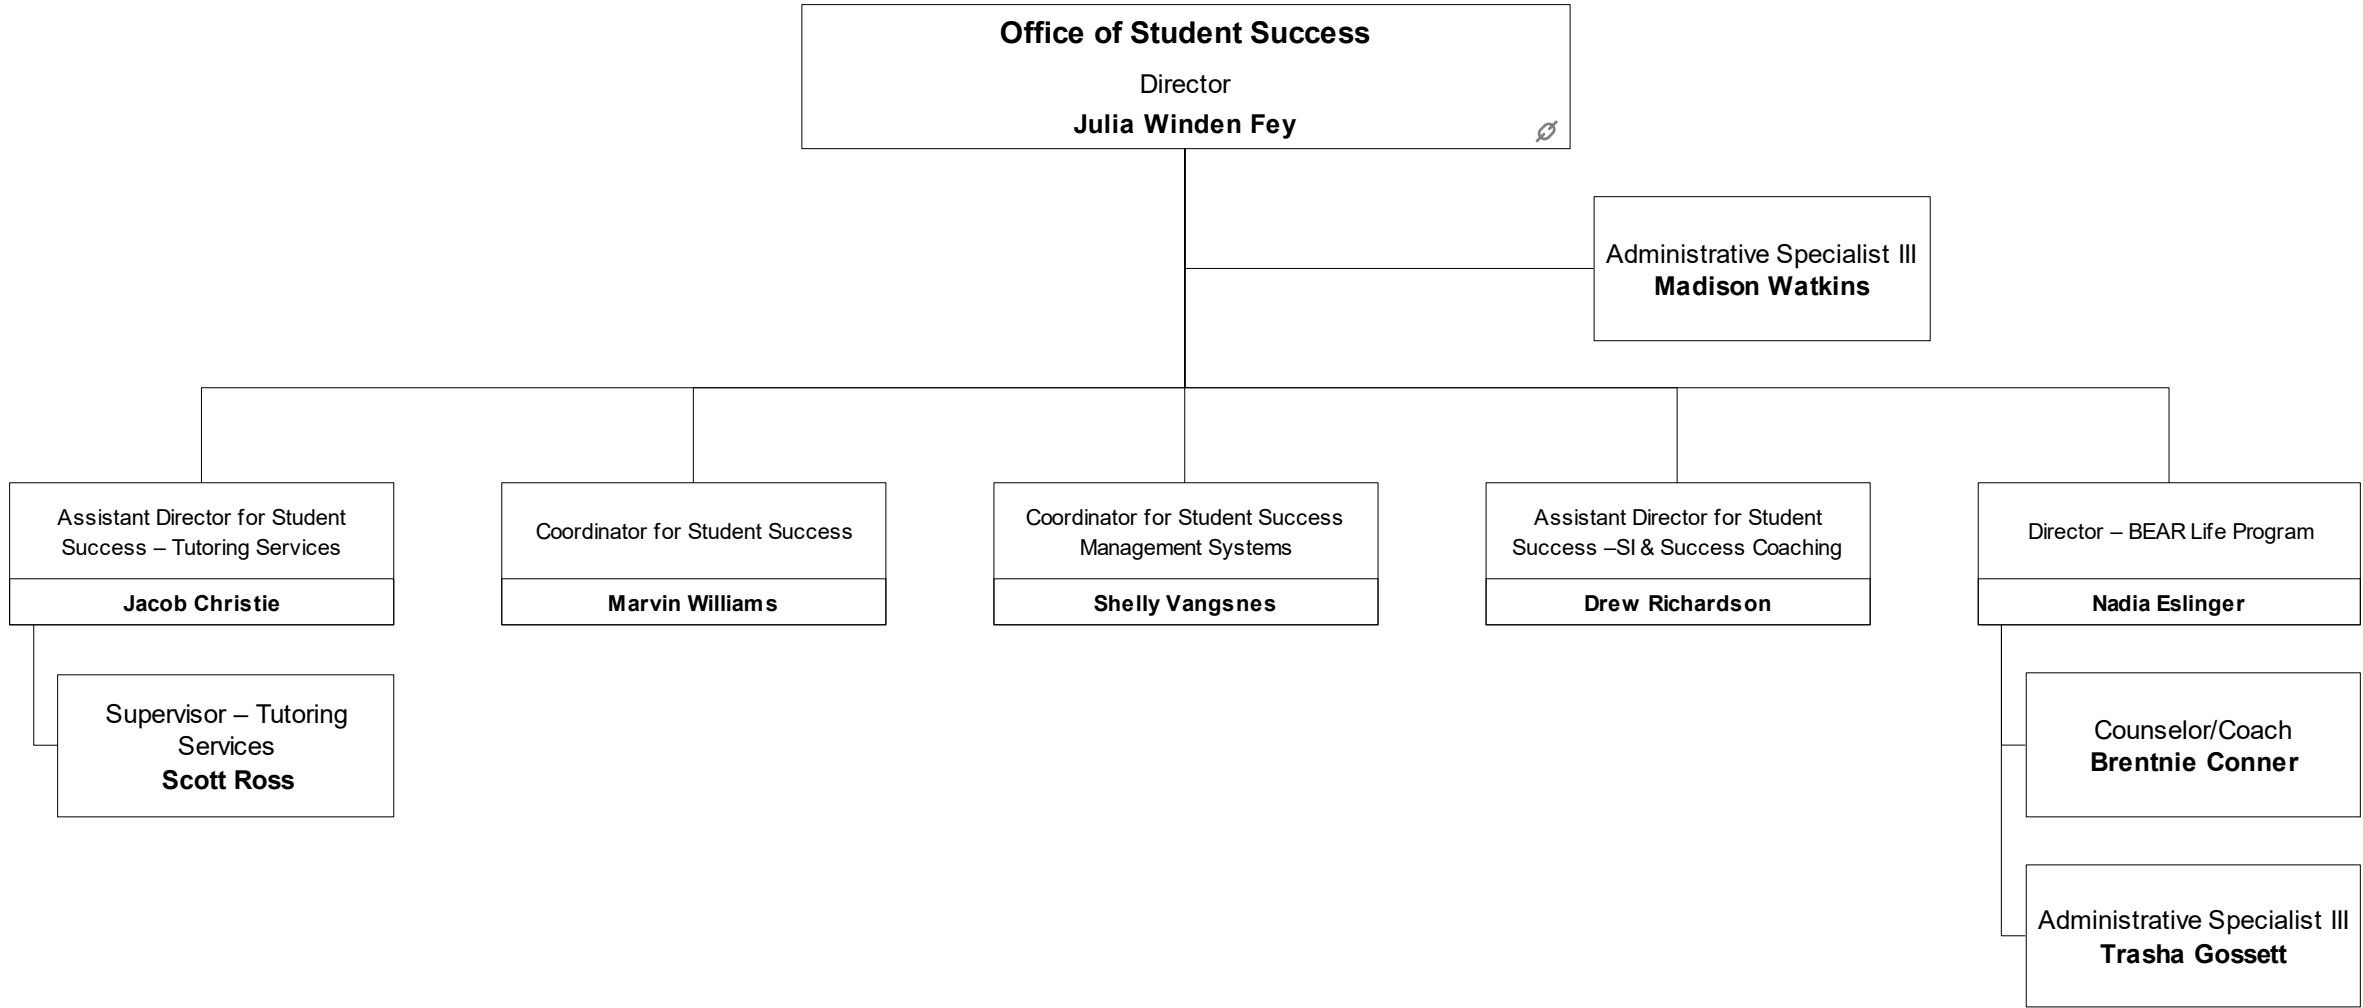 Office of Student Success
Director
Julia Winden Fey
Administrative Specialist III
Madison Watkins
Assistant Director for Student
Success – Tutoring Services
Jacob Christie
Coordinator for Student Success
Marvin Williams
Coordinator for Student Success
Management Systems
Shelly Vangsnes
Assistant Director for Student
Success –SI & Success Coaching
Drew Richardson
Director – BEAR Life Program
Nadia Eslinger
Supervisor – Tutoring
Services
Scott Ross
Counselor/Coach
Brentnie Conner
Administrative Specialist III
Trasha Gossett